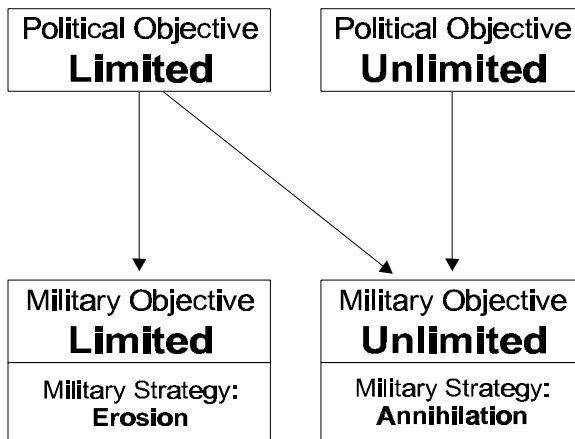 Political Objective
Limited
Political Objective
Unlimited
Military Objective
Limited
Military Strategy:
Erosion
Military Objective
Unlimited
Military Strategy:
Annihilation